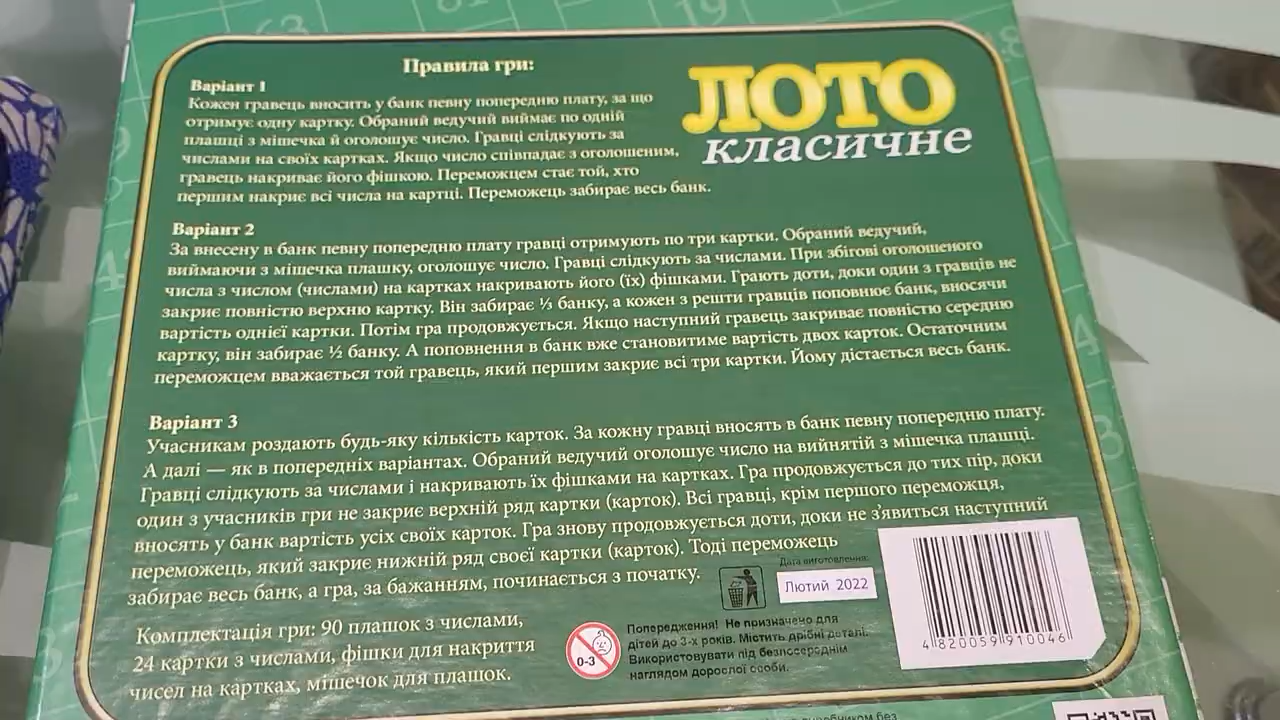 Правила гри:
ЛОТО
класичне
Варіант 1
Кожен гравець вносить у банк певну попередню плату, за що
отримує одну картку. Обраний ведучий виймає по одній
плашці з мішечка й оголошує число. Гравці слідкують за
числами на своїх картках. Якщо число співпадає з оголошеним,
гравець накриває його фішкою. Переможцем стає той, хто
першим накриє всі числа на картці. Переможець забирає весь банк.
Варіант 2
За внесену в банк певну попередню плату гравці отримують по три картки. Обраний ведучий,
виймаючи з мішечка плашку, оголошує число. Гравці слідкують за числами. При збігові оголошеного
числа з числом (числами) на картках накривають його (їх) фішками. Грають доти, доки один з гравців не
закриє повністю верхню картку. Він забирає ⅓ банку, а кожен з решти гравців поповнює банк, вносячи
вартість однієї картки. Потім гра продовжується. Якщо наступний гравець закриває повністю середню
картку, він забирає ½ банку. А поповнення в банк вже становитиме вартість двох карток. Остаточним
переможцем вважається той гравець, який першим закриє всі три картки. Йому дістається весь банк.
Варіант 3
Учасникам роздають будь-яку кількість карток. За кожну гравці вносять в банк певну попередню плату.
А далі — як в попередніх варіантах. Обраний ведучий оголошує число на вийнятій з мішечка плашці.
Гравці слідкують за числами і накривають їх фішками на картках. Гра продовжується до тих пір, доки
один з учасників гри не закриє верхній ряд картки (карток). Всі гравці, крім першого переможця,
вносять у банк вартість усіх своїх карток. Гра знову продовжується доти, доки не з'явиться наступний
переможець, який закриє нижній ряд своєї картки (карток). Тоді переможець
забирає весь банк, а гра, за бажанням, починається з початку.
Комплектація гри: 90 плашок з числами,
24 картки з числами, фішки для накриття
чисел на картках, мішечок для плашок.
Дата виготовлення:
Лютий 2022
0-3
Попередження! Не призначено для
дітей до 3-х років. Містить дрібні деталі.
Використовувати під безпосереднім
наглядом дорослої особи.
4 820059 910046
63
81
19